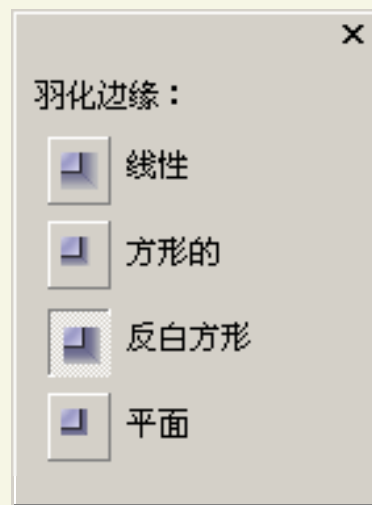 羽化边缘：
线性
方形的
反白方形
平面